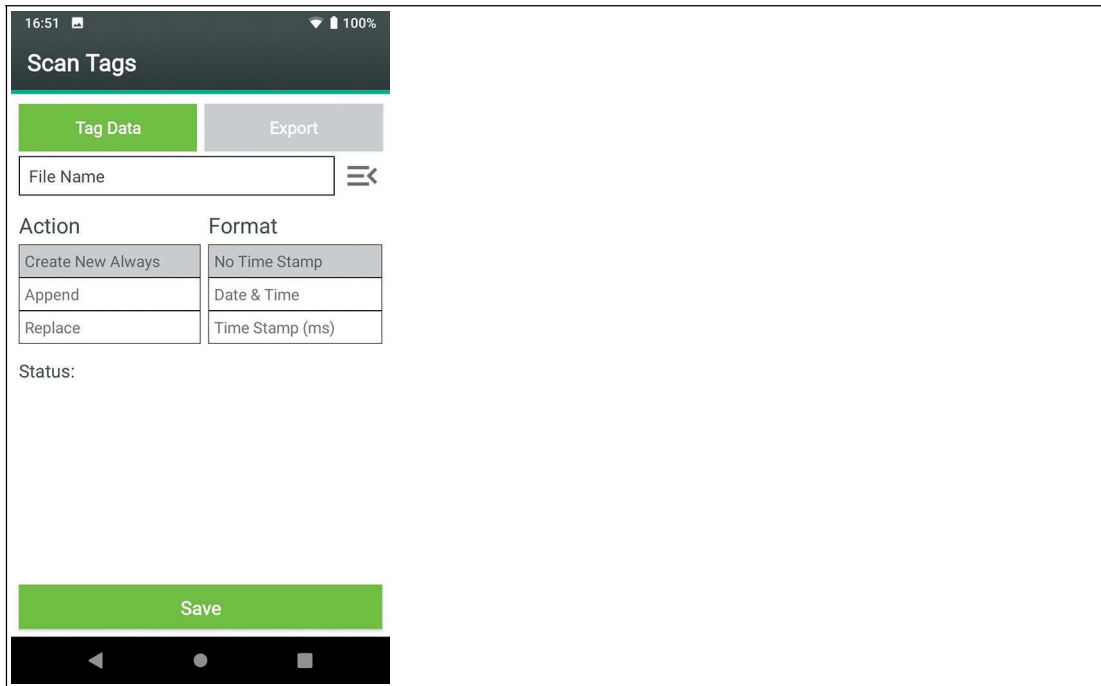 16:51 100%
Scan Tags
Tag Data Export
File Name
Action Format
Create New Always No Time Stamp
Append Date & Time
Replace Time Stamp (ms)
Status:
Save